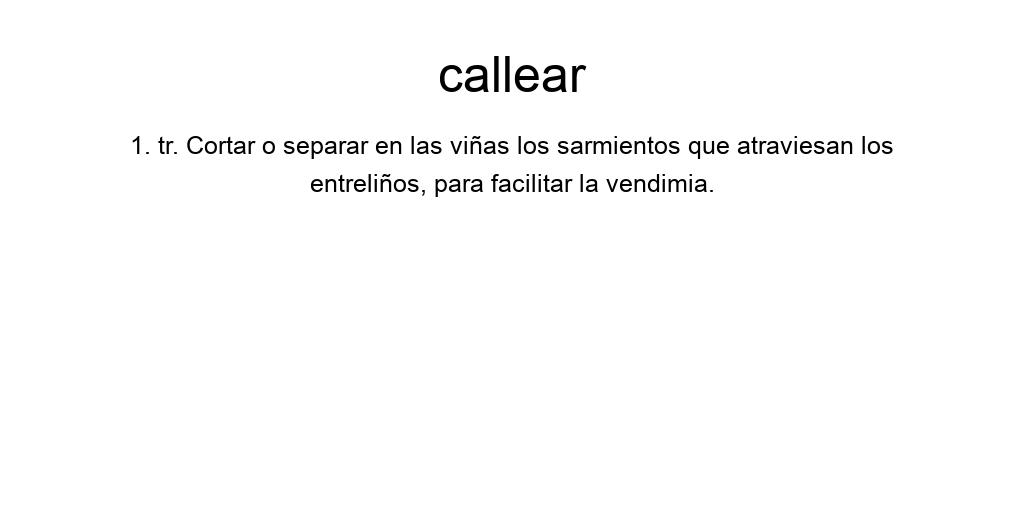 callear
1. tr. Cortar o separar en las viñas los sarmientos que atraviesan los
entreliños, para facilitar la vendimia.